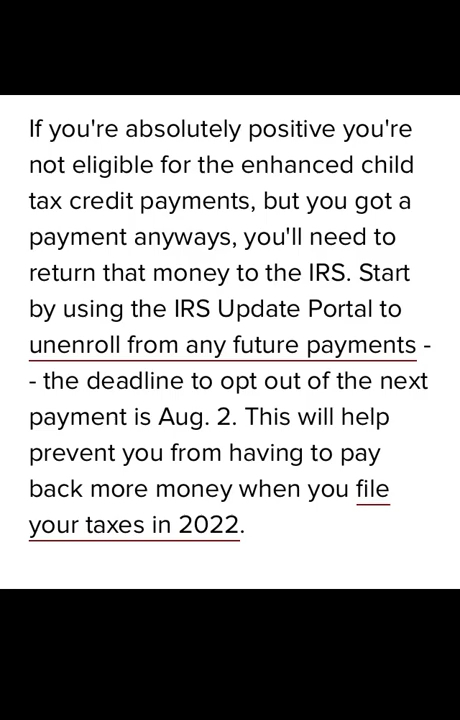 If you're absolutely positive you're
not eligible for the enhanced child
tax credit payments, but you got a
payment anyways, you'll need to
return that money to the IRS. Start
by using the IRS Update Portal to
unenroll from any future payments -
- the deadline to opt out of the next
payment is Aug. 2. This will help
prevent you from having to pay
back more money when you file
your taxes in 2022.